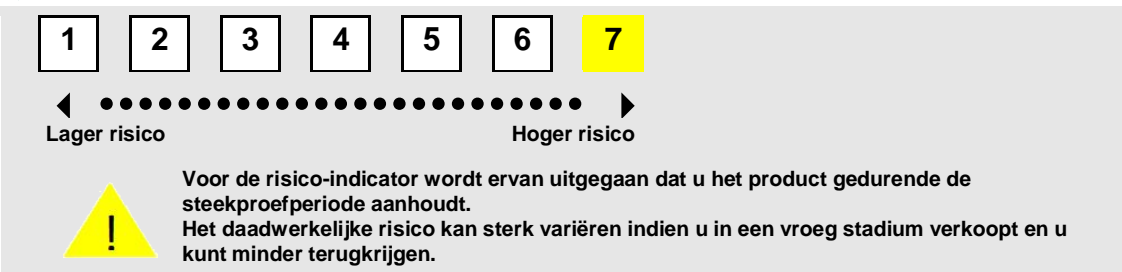 1 2 3 4 5 6 7
Lager risico Hoger risico
Voor de risico-indicator wordt ervan uitgegaan dat u het product gedurende de
steekproefperiode aanhoudt.
Het daadwerkelijke risico kan sterk variëren indien u in een vroeg stadium verkoopt en u
!
kunt minder terugkrijgen.